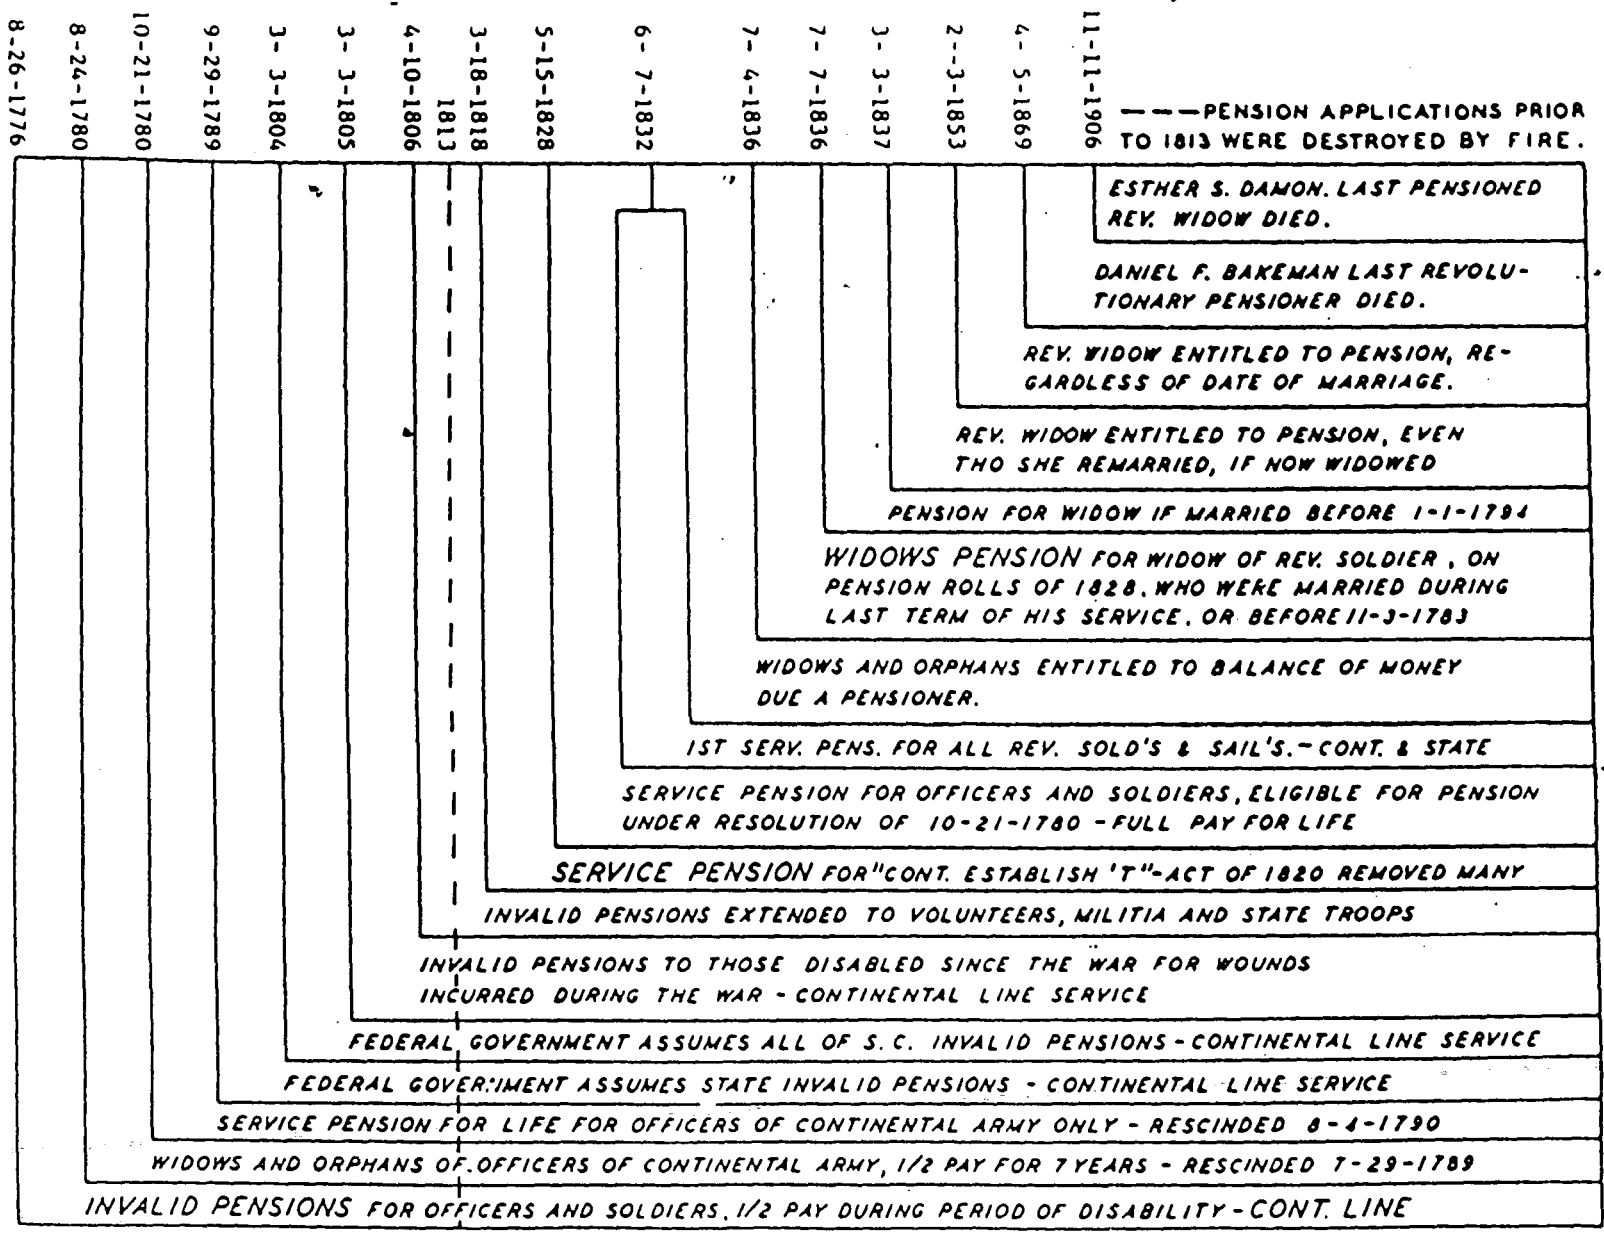 8-26-1776
8-24-1780
10-21-1780
9-29-1789
3- 3-1804
3- 3-1805
4-10-1806
1813
3-18-1818
5-15-1828
6- 7-1832
7- 4-1836
7- 7-1836
3- 3-1837
2- -3-1853
4- 5-1869
11-11-1906
———PENSION APPLICATIONS PRIOR
TO 1813 WERE DESTROYED BY FIRE.
ESTHER S. DAMON. LAST PENSIONED
REV. WIDOW DIED.
DANIEL F. BAKEMAN LAST REVOLU-
TIONARY PENSIONER DIED.
REV. WIDOW ENTITLED TO PENSION, RE-
GARDLESS OF DATE OF MARRIAGE.
REV. WIDOW ENTITLED TO PENSION, EVEN
THO SHE REMARRIED, IF NOW WIDOWED
PENSION FOR WIDOW IF MARRIED BEFORE 1-1-1794
WIDOWS PENSION FOR WIDOW OF REV. SOLDIER, ON
PENSION ROLLS OF 1828, WHO WERE MARRIED DURING
LAST TERM OF HIS SERVICE, OR BEFORE 11-3-1783
WIDOWS AND ORPHANS ENTITLED TO BALANCE OF MONEY
DUE A PENSIONER.
1ST SERV. PENS. FOR ALL REV. SOLD'S & SAIL'S.-CONT. & STATE
SERVICE PENSION FOR OFFICERS AND SOLDIERS, ELIGIBLE FOR PENSION
UNDER RESOLUTION OF 10-21-1780 - FULL PAY FOR LIFE
SERVICE PENSION FOR "CONT. ESTABLISH 'T"-ACT OF 1820 REMOVED MANY
INVALID PENSIONS EXTENDED TO VOLUNTEERS, MILITIA AND STATE TROOPS
INVALID PENSIONS TO THOSE DISABLED SINCE THE WAR FOR WOUNDS
INCURRED DURING THE WAR - CONTINENTAL LINE SERVICE
FEDERAL GOVERNMENT ASSUMES ALL OF S.C. INVALID PENSIONS - CONTINENTAL LINE SERVICE
FEDERAL GOVERNMENT ASSUMES STATE INVALID PENSIONS - CONTINENTAL LINE SERVICE
SERVICE PENSION FOR LIFE FOR OFFICERS OF CONTINENTAL ARMY ONLY - RESCINDED 8-4-1790
WIDOWS AND ORPHANS OF OFFICERS OF CONTINENTAL ARMY, 1/2 PAY FOR 7 YEARS - RESCINDED 7-29-1789
INVALID PENSIONS FOR OFFICERS AND SOLDIERS, 1/2 PAY DURING PERIOD OF DISABILITY - CONT. LINE